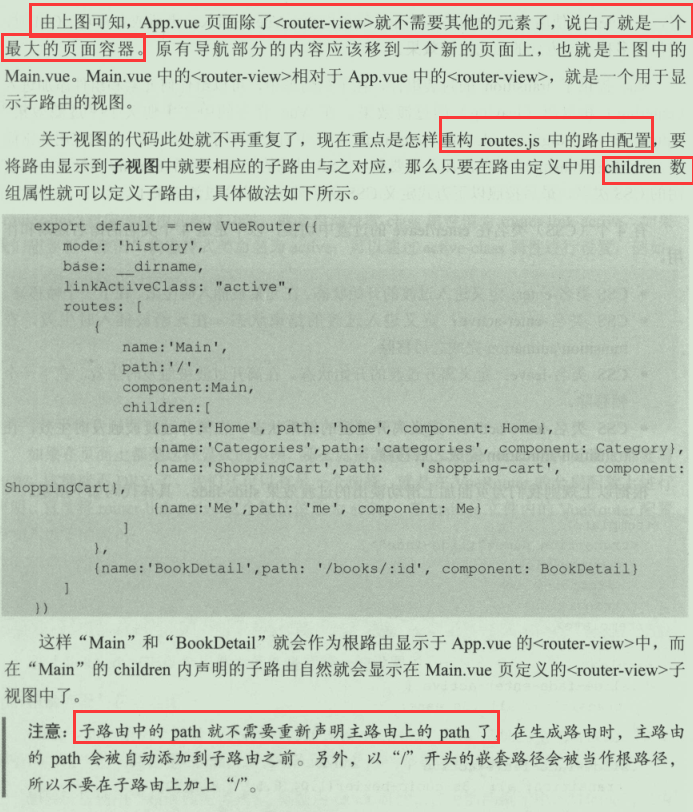 由上图可知，App.vue 页面除了<router-view>就不需要其他的元素了，说白了就是一个
最大的页面容器。原有导航部分的内容应该移到一个新的页面上，也就是上图中的
Main.vue。Main.vue 中的<router-view>相对于 App.vue 中的<router-view>，就是一个用于显
示子路由的视图。
关于视图的代码此处就不再重复了，现在重点是怎样重构 routes.js 中的路由配置，要
将路由显示到子视图中就要相应的子路由与之对应，那么只要在路由定义中用 children 数
组属性就可以定义子路由，具体做法如下所示。
export default = new VueRouter({
mode: 'history',
base: __dirname,
linkActiveClass: "active",
routes: [
{
name:'Main',
path:'/',
component:Main,
children:[
{name:'Home', path: 'home', component: Home},
{name:'Categories',path: 'categories', component: Category},
{name:'ShoppingCart',path: 'shopping-cart', component:
ShoppingCart},
{name:'Me',path: 'me', component: Me}
]
},
{name:'BookDetail',path: '/books/:id', component: BookDetail}
]
})
这样“Main”和“BookDetail”就会作为根路由显示于 App.vue 的<router-view>中，而
在“Main”的 children 内声明的子路由自然就会显示在 Main.vue 页定义的<router-view>子
视图中了。
注意：子路由中的 path 就不需要重新声明主路由上的 path 了，在生成路由时，主路由
的 path 会被自动添加到子路由之前。另外，以“/”开头的嵌套路径会被当作根路径，
所以不要在子路由上加上“/”。